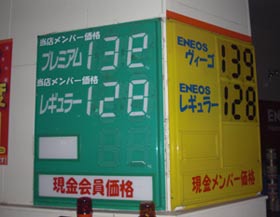 当店メンバー価格
プレミアム 139
当店メンバー価格
レギュラー 128
現金会員価格
ENEOS
ヴィーゴ 139
ENEOS
レギュラー 128
現金メンバー価格